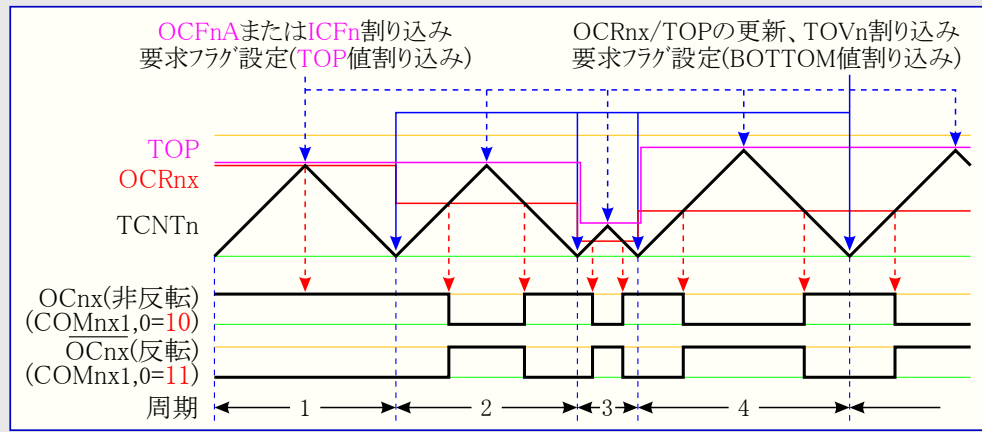 OCFnAまたはICFn割り込み
要求フラグ設定(TOP値割り込み)
OCRnx/TOPの更新、TOVn割り込み
要求フラグ設定(BOTTOM値割り込み)
TOP
OCRnx
TCNTn
OCnx(非反転)
(COMnx1,0=10)
OCnx(反転)
(COMnx1,0=11)
周期 1 2 3 4